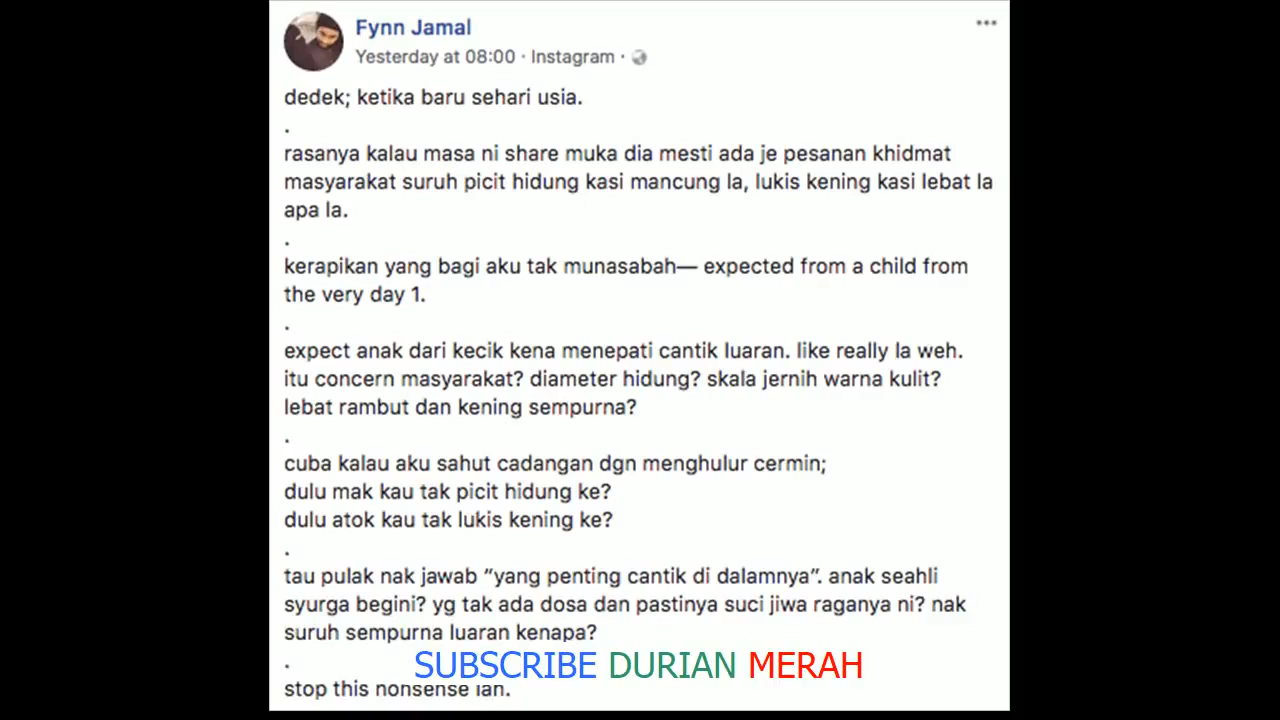 Fynn Jamal
Yesterday at 08:00 · Instagram ·
dedek; ketika baru sehari usia.
.
rasanya kalau masa ni share muka dia mesti ada je pesanan khidmat
masyarakat suruh picit hidung kasi mancung la, lukis kening kasi lebat la
apa la.
.
kerapikan yang bagi aku tak munasabah— expected from a child from
the very day 1.
.
expect anak dari kecik kena menepati cantik luaran. like really la weh.
itu concern masyarakat? diameter hidung? skala jernih warna kulit?
lebat rambut dan kening sempurna?
.
cuba kalau aku sahut cadangan dgn menghulur cermin;
dulu mak kau tak picit hidung ke?
dulu atok kau tak lukis kening ke?
.
tau pulak nak jawab “yang penting cantik di dalamnya”. anak seahli
syurga begini? yg tak ada dosa dan pastinya suci jiwa raganya ni? nak
suruh sempurna luaran kenapa?
.
SUBSCRIBE DURIAN MERAH
stop this nonsense lah.